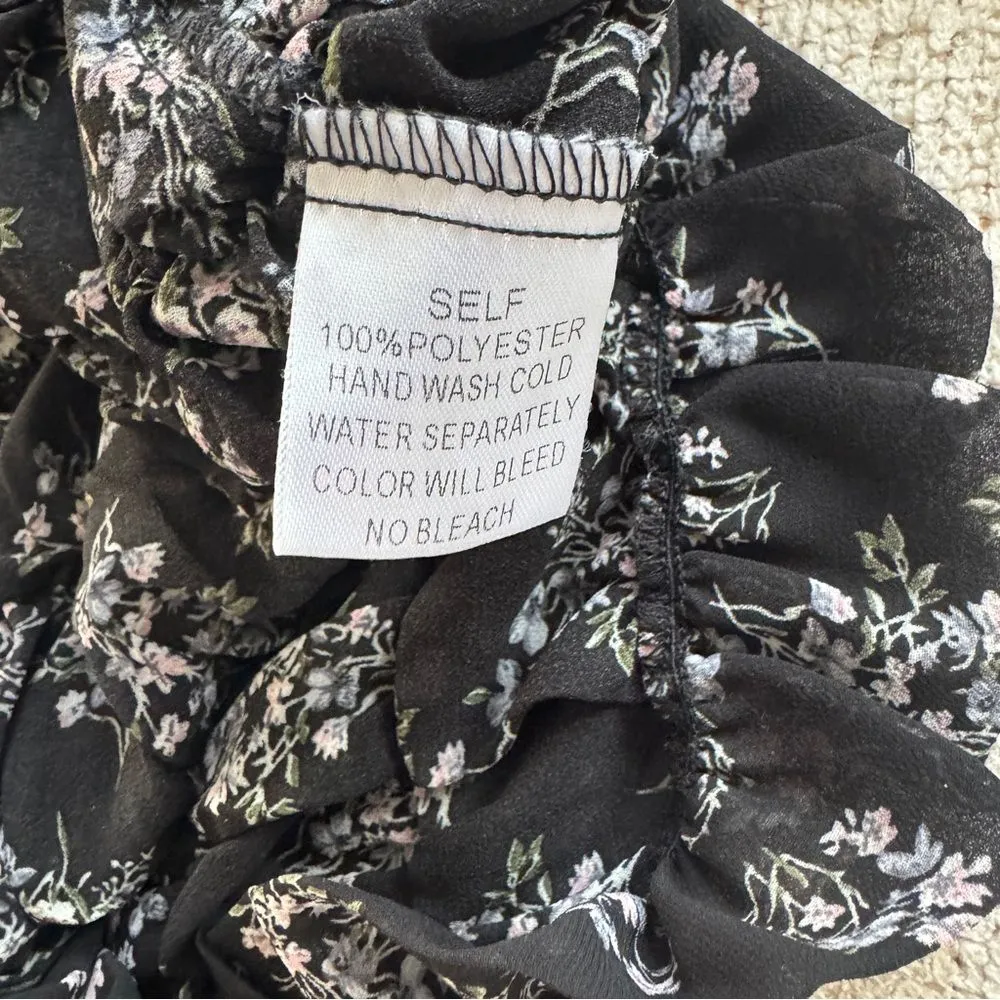 SELF
100%POLYESTER
HAND WASH COLD
WATER SEPARATELY
COLOR WILL BLEED
NO BLEACH